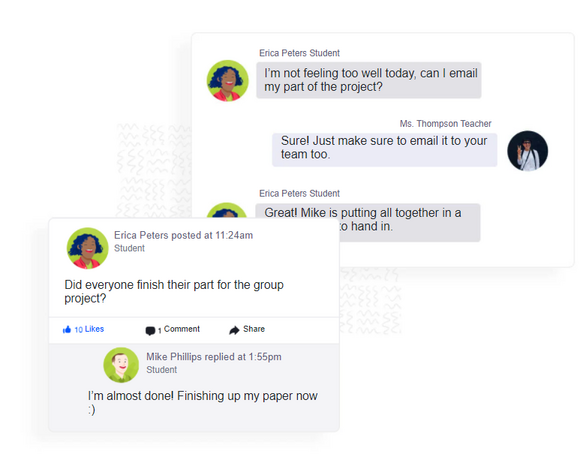 Erica Peters Student
I'm not feeling too well today, can I email
my part of the project?
Ms. Thompson Teacher
Sure! Just make sure to email it to your
team too.
Erica Peters Student
Great! Mike is putting all together in a
to hand in.
Erica Peters posted at 11:24am
Student
Did everyone finish their part for the group
project?
10 Likes
1 Comment
Share
Mike Phillips replied at 1:55pm
Student
I'm almost done! Finishing up my paper now
:)